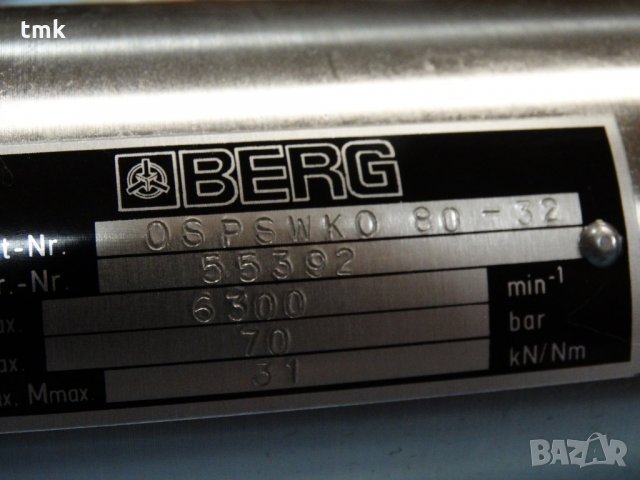 tmk
BERG
t-Nr. OSPSWKO 80-32
r.-Nr. 55392
ax. 6300 min-1
ax. 70 bar
ax. Mmax. 31 kN/Nm
BAZAR